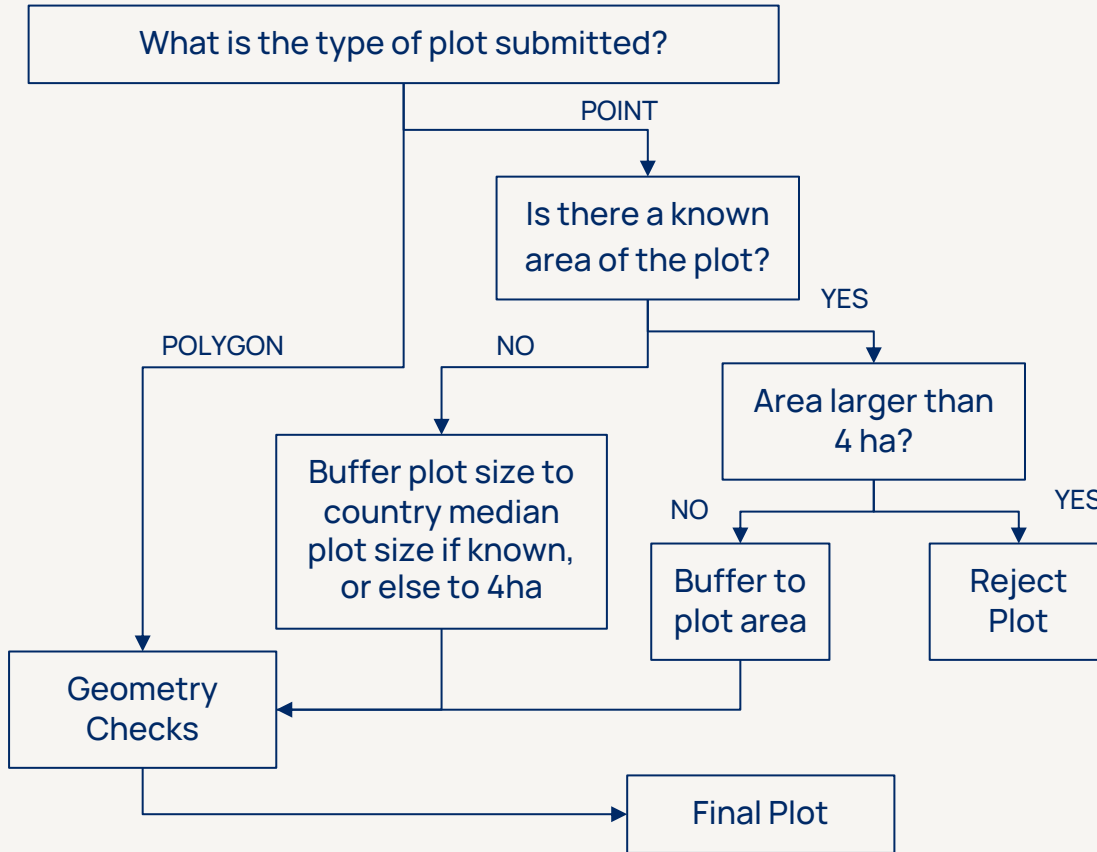 What is the type of plot submitted?
POINT
Is there a known
area of the plot?
YES
POLYGON
NO
Area larger than
4 ha?
Buffer plot size to
country median
plot size if known,
or else to 4ha
NO
YES
Buffer to
plot area
Reject
Plot
Geometry
Checks
Final Plot